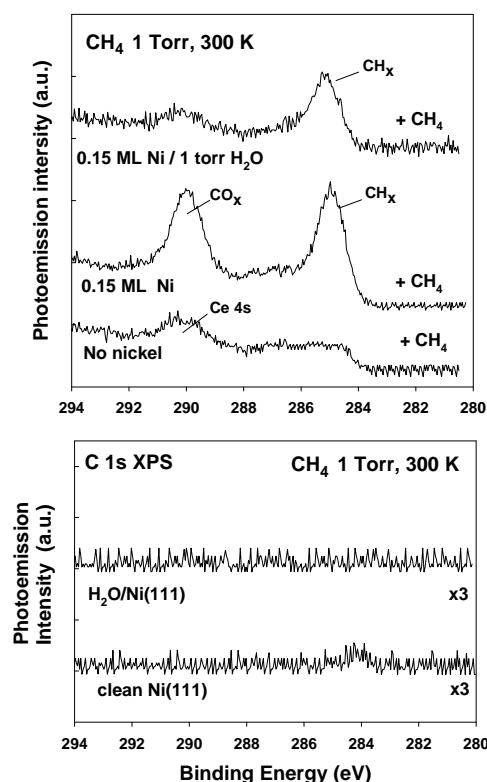 CH4 1 Torr, 300 K
CHx
+ CH4
0.15 ML Ni / 1 torr H2O
COx
CHx
0.15 ML Ni
+ CH4
Ce 4s
No nickel
+ CH4
Photoemission intersity (a.u.)
294 292 290 288 286 284 282 280
C 1s XPS CH4 1 Torr, 300 K
H2O/Ni(111) x3
clean Ni(111) x3
Photoemission
Intensity (a.u.)
294 292 290 288 286 284 282 280
Binding Energy (eV)